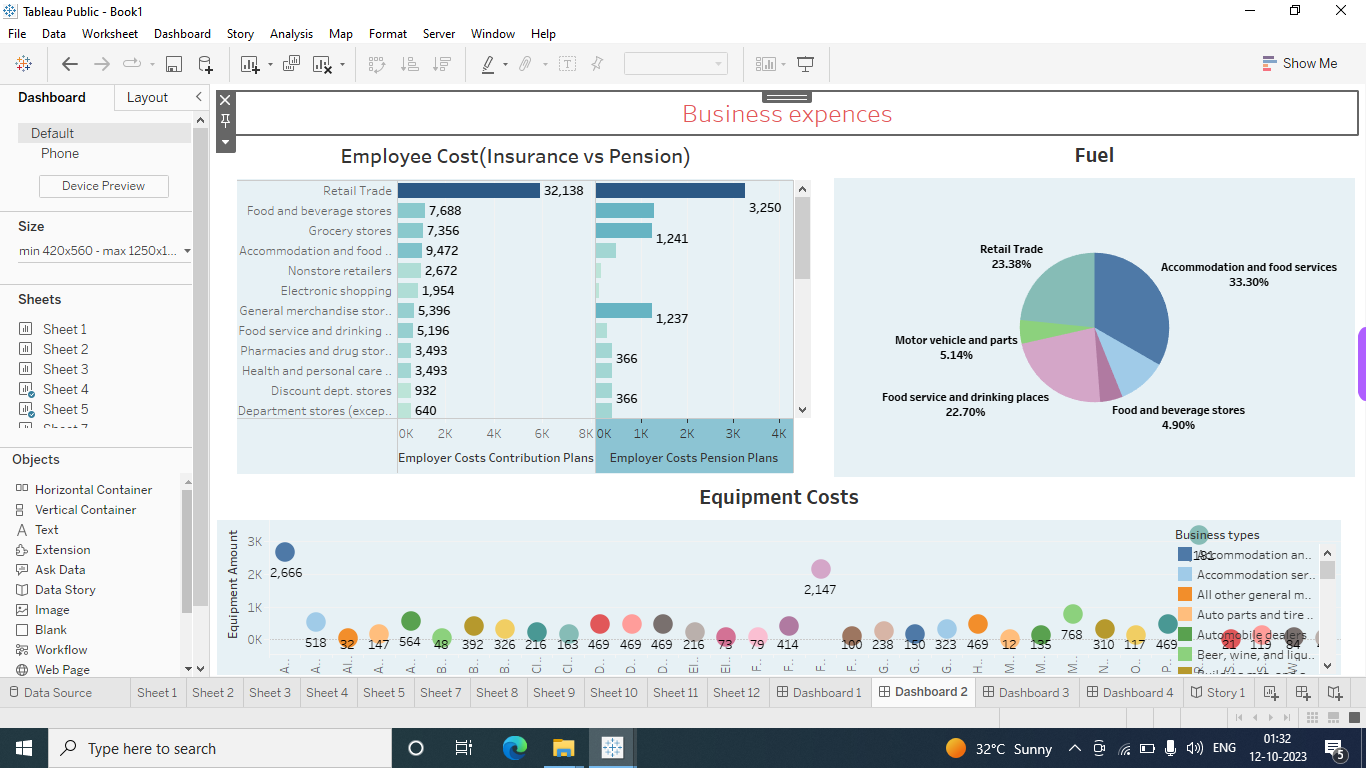 Tableau Public - Book1
File Data Worksheet Dashboard Story Analysis Map Format Server Window Help
Show Me
Dashboard Layout
Default
Phone
Device Preview
Size
min 420x560 - max 1250x1...
Sheets
Sheet 1
Sheet 2
Sheet 3
Sheet 4
Sheet 5
Objects
Horizontal Container
Vertical Container
Text
Extension
Ask Data
Data Story
Image
Blank
Workflow
Web Page
Business expences
Employee Cost(Insurance vs Pension)
Retail Trade 32,138 3,250
Food and beverage stores 7,688
Grocery stores 7,356 1,241
Accommodation and food .. 9,472
Nonstore retailers 2,672
Electronic shopping 1,954
General merchandise stor.. 5,396 1,237
Food service and drinking .. 5,196
Pharmacies and drug stor.. 3,493 366
Health and personal care .. 3,493
Discount dept. stores 932 366
Department stores (excep.. 640
0K 2K 4K 6K 8K 0K 1K 2K 3K 4K
Employer Costs Contribution Plans Employer Costs Pension Plans
Fuel
Retail Trade
23.38%
Accommodation and food services
33.30%
Motor vehicle and parts
5.14%
Food service and drinking places
22.70%
Food and beverage stores
4.90%
Equipment Costs
Equipment Amount
3K
2K
1K
0K
2,666
2,147
518 32 147 564 48 392 326 216 163 469 469 469 216 73 79 414 100 238 150 323 469 12 135 768 310 117 469 21 119 84
A.. A.. Al.. A.. A.. B.. B.. B.. Cl.. Cl.. D.. D.. D.. El.. El.. F.. F.. F.. F.. G.. G.. G.. H.. M.. M.. M.. N.. O.. P..
Business types
Accommodation an..
Accommodation ser..
All other general m..
Auto parts and tire ..
Automobile dealers
Beer, wine, and liqu..
Data Source Sheet 1 Sheet 2 Sheet 3 Sheet 4 Sheet 5 Sheet 7 Sheet 8 Sheet 9 Sheet 10 Sheet 11 Sheet 12 Dashboard 1 Dashboard 2 Dashboard 3 Dashboard 4 Story 1
Type here to search
32°C Sunny
ENG
01:32
12-10-2023
5